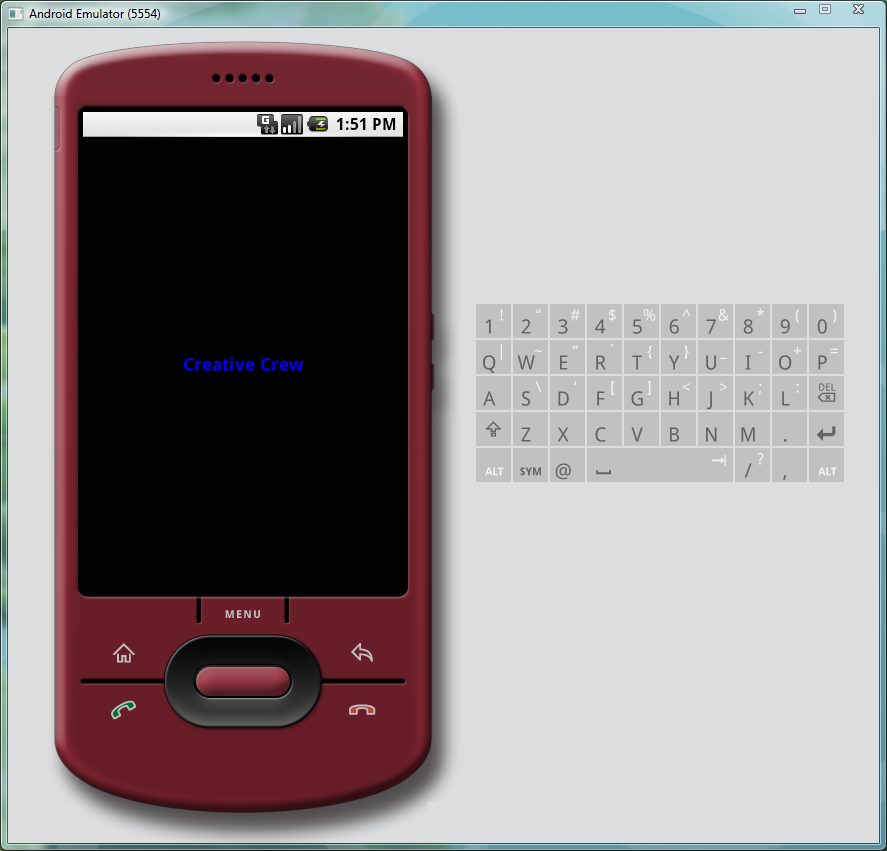 Android Emulator (5554)
1:51 PM
Creative Crew
MENU
1 ! 2 “ 3 # 4 $ 5 % 6 ^ 7 & 8 * 9 ( 0 )
Q | W ~ E “ R ` T { Y } U _ I - O + P =
A S \ D ‘ F [ G ] H < J > K ; L : DEL
Z X C V B N M .
ALT SYM @ / ? , ALT